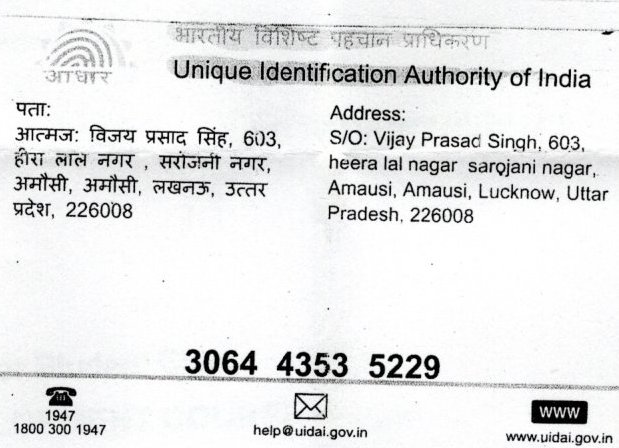 भारतीय विशिष्ट पहचान प्राधिकरण
आधार
Unique Identification Authority of India
पता:
आत्मज: विजय प्रसाद सिंह, 603,
हीरा लाल नगर , सरोजनी नगर,
अमौसी, अमौसी, लखनऊ, उत्तर
प्रदेश, 226008
Address:
S/O: Vijay Prasad Singh, 603,
heera lal nagar sarojani nagar,
Amausi, Amausi, Lucknow, Uttar
Pradesh, 226008
3064 4353 5229
1947
1800 300 1947
help@uidai.gov.in
www
www.uidai.gov.in